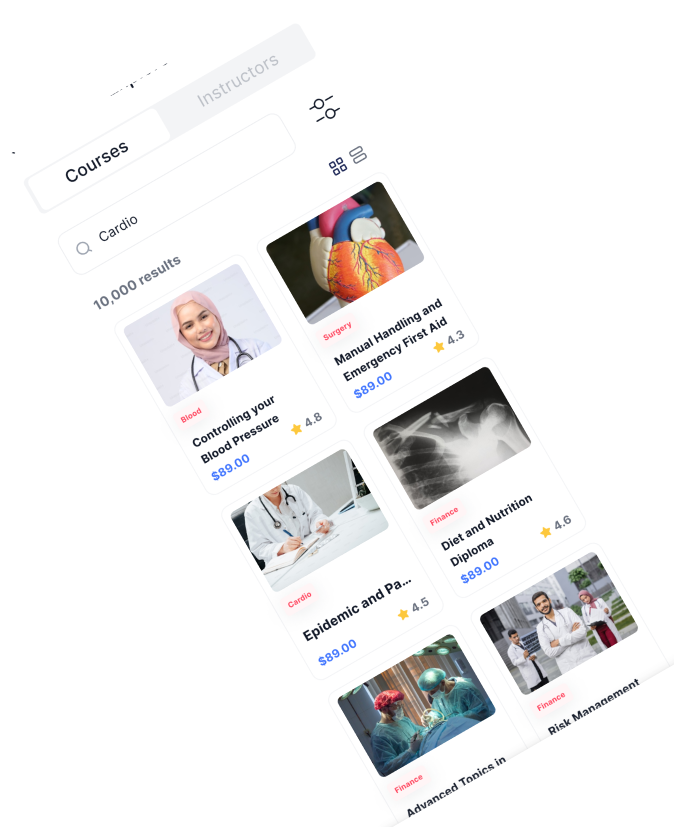 Courses
Instructors
Cardio
10,000 results
Blood
Controlling your
Blood Pressure
$89.00
4.8
Surgery
Manual Handling and
Emergency First Aid
$89.00
4.3
Cardio
Epidemic and Pa...
$89.00
4.5
Finance
Diet and Nutrition
Diploma
$89.00
4.6
Finance
Advanced Topics in
Finance
Risk Management